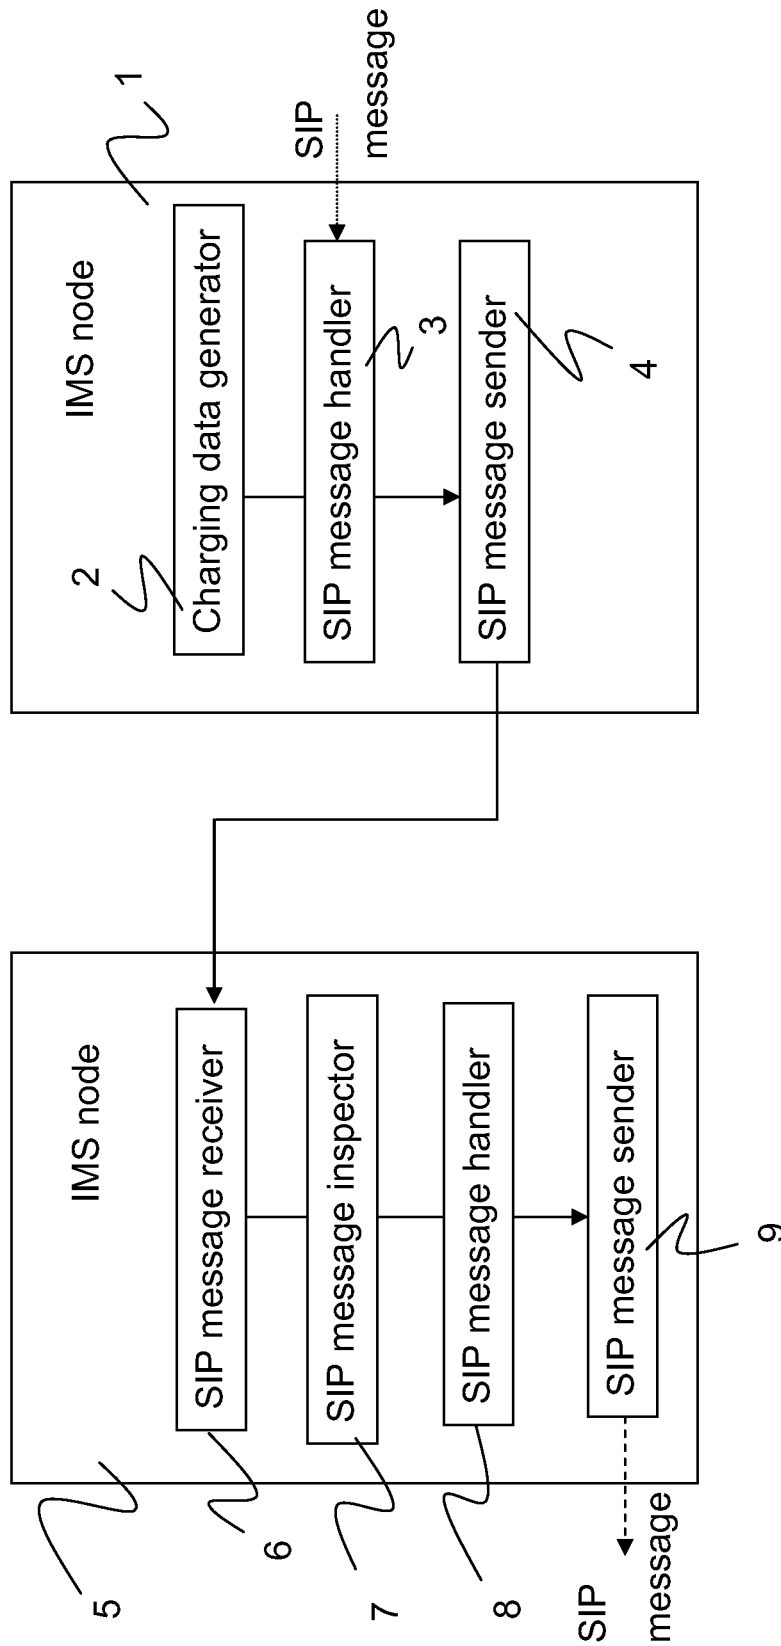 IMS node
5
SIP message receiver
6
SIP message inspector
7
SIP message handler
8
SIP message sender
9
SIP
message
IMS node
1
Charging data generator
2
SIP message handler
3
SIP message sender
4
SIP
message